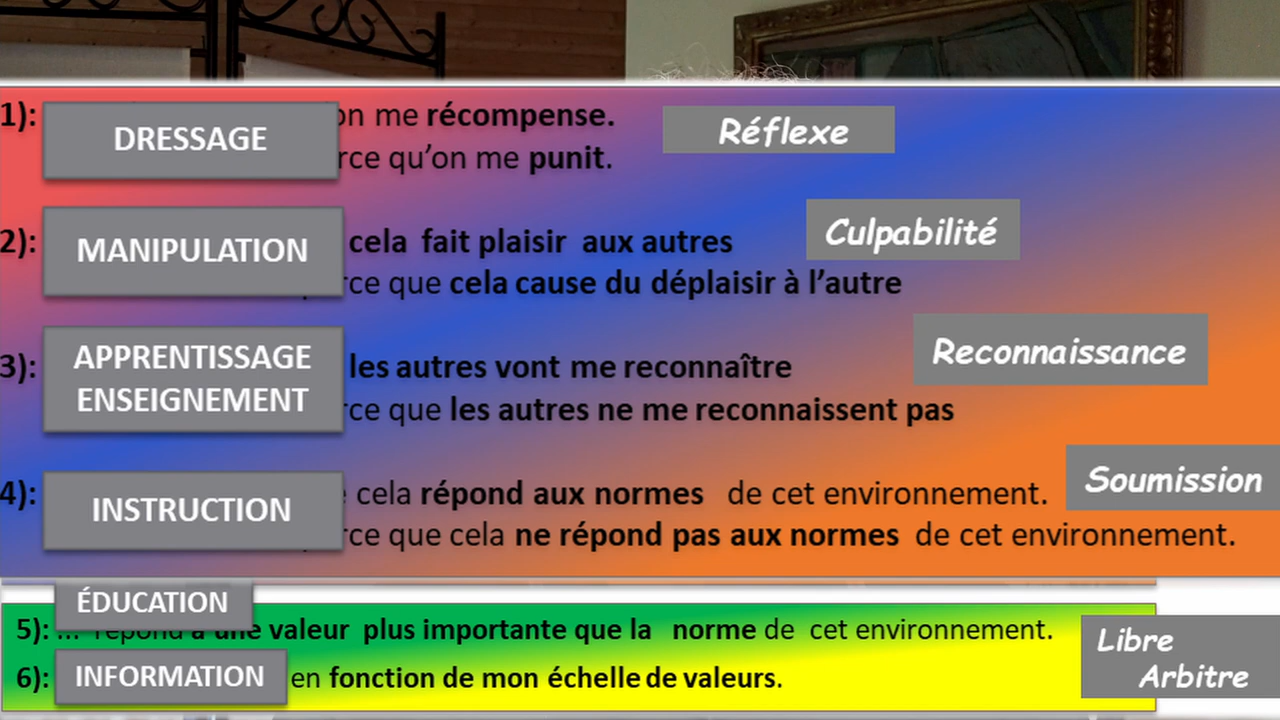 1): DRESSAGE on me récompense. Réflexe
rce qu’on me punit.
2): MANIPULATION cela fait plaisir aux autres Culpabilité
rce que cela cause du déplaisir à l’autre
3): APPRENTISSAGE les autres vont me reconnaître Reconnaissance
ENSEIGNEMENT rce que les autres ne me reconnaissent pas
4): INSTRUCTION cela répond aux normes de cet environnement. Soumission
rce que cela ne répond pas aux normes de cet environnement.
ÉDUCATION
5): ... répond à une valeur plus importante que la norme de cet environnement. Libre
6): INFORMATION en fonction de mon échelle de valeurs. Arbitre